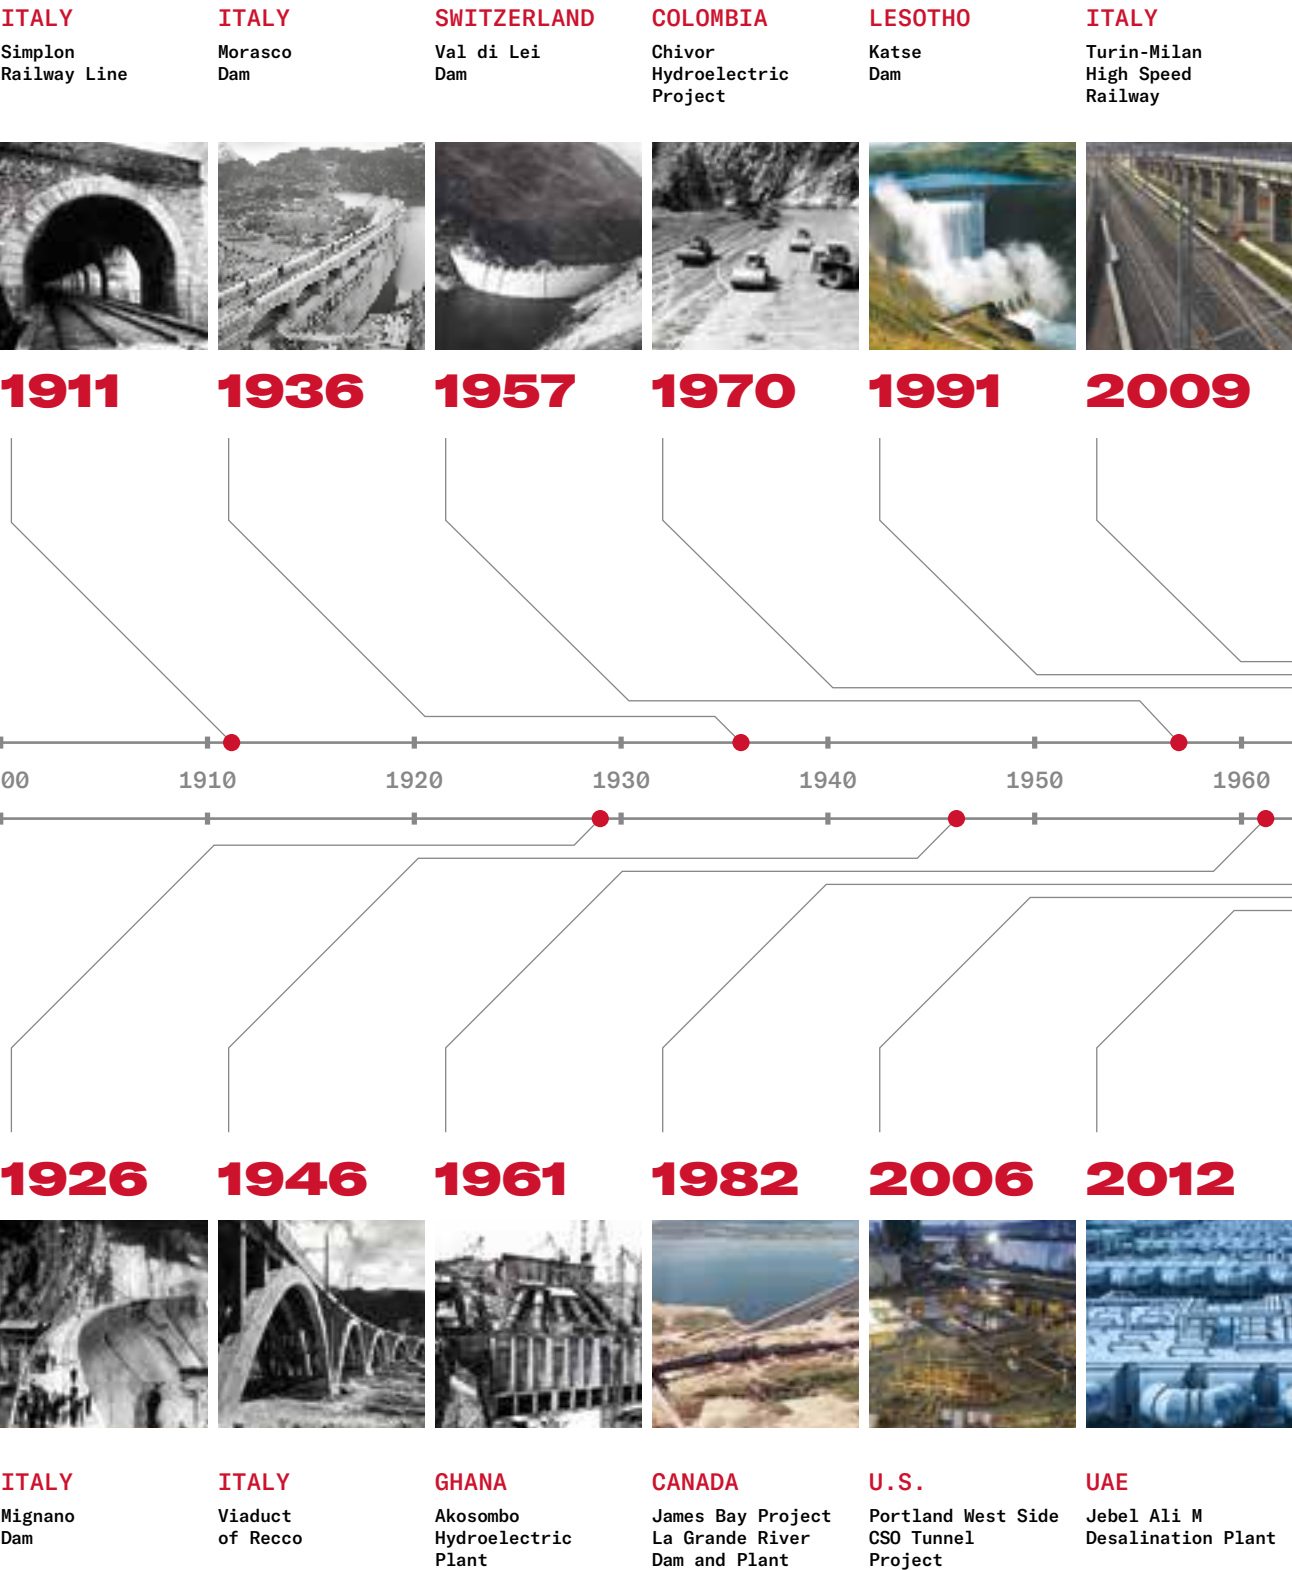 ITALY
Simplon
Railway Line
ITALY
Morasco
Dam
SWITZERLAND
Val di Lei
Dam
COLOMBIA
Chivor
Hydroelectric
Project
LESOTHO
Katse
Dam
ITALY
Turin-Milan
High Speed
Railway
1911
1936
1957
1970
1991
2009
00
1910
1920
1930
1940
1950
1960
1926
1946
1961
1982
2006
2012
ITALY
Mignano
Dam
ITALY
Viaduct
of Recco
GHANA
Akosombo
Hydroelectric
Plant
CANADA
James Bay Project
La Grande River
Dam and Plant
U.S.
Portland West Side
CSO Tunnel
Project
UAE
Jebel Ali M
Desalination Plant